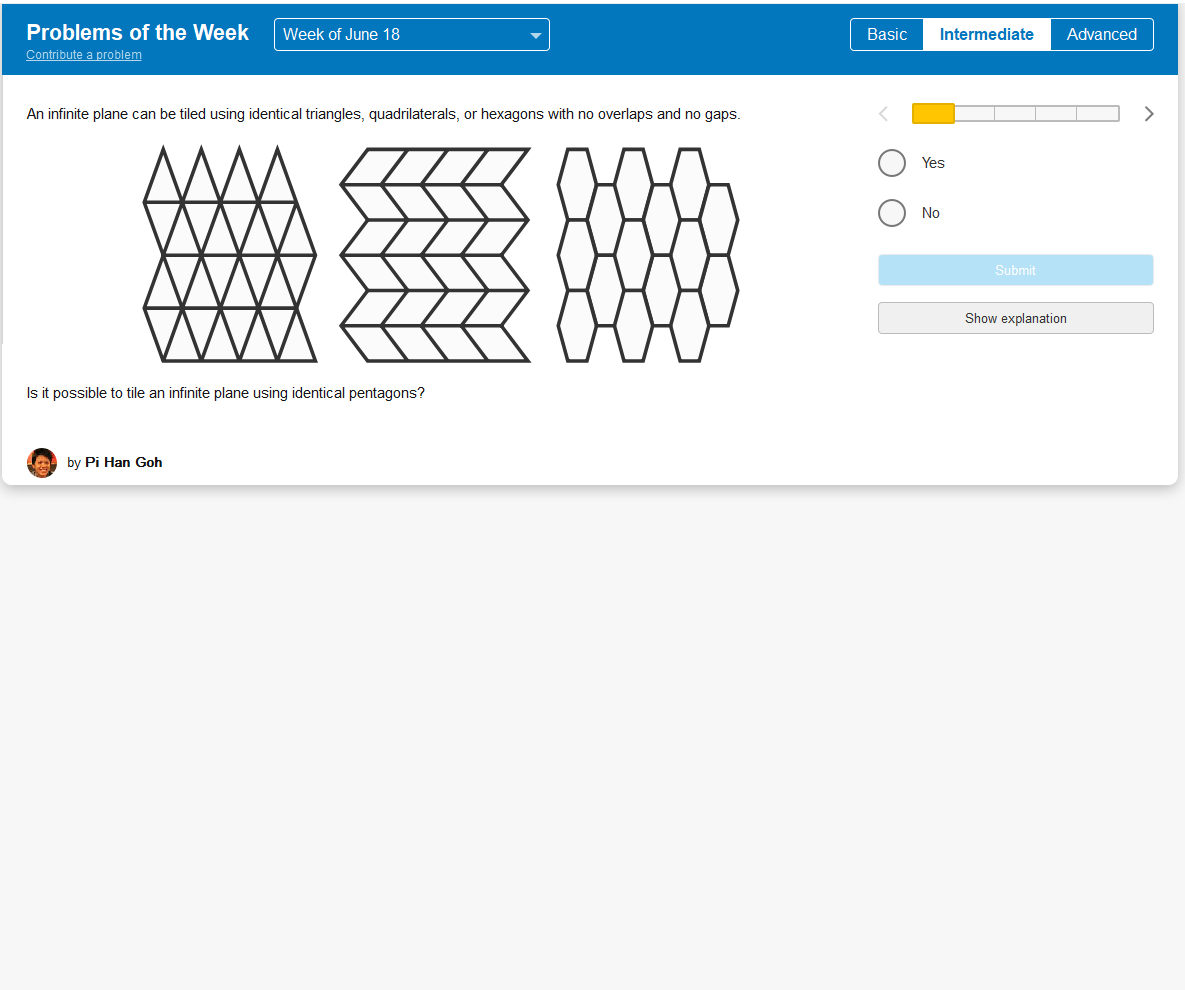 Problems of the Week
Contribute a problem
Week of June 18
Basic
Intermediate
Advanced
An infinite plane can be tiled using identical triangles, quadrilaterals, or hexagons with no overlaps and no gaps.
Is it possible to tile an infinite plane using identical pentagons?
by Pi Han Goh
Yes
No
Submit
Show explanation